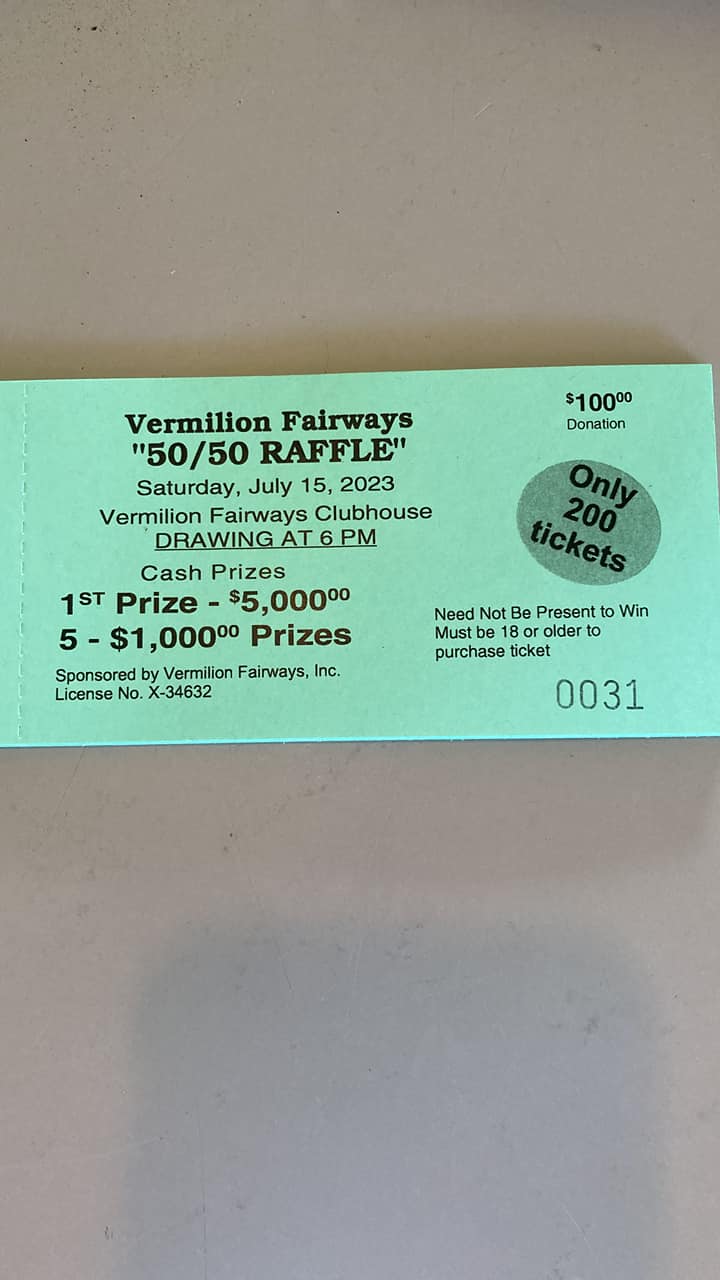 Vermilion Fairways
"50/50 RAFFLE"
Saturday, July 15, 2023
Vermilion Fairways Clubhouse
DRAWING AT 6 PM
Cash Prizes
1ST Prize - $5,00000
5 - $1,00000 Prizes
Sponsored by Vermilion Fairways, Inc.
License No. X-34632
$10000
Donation
Only
200
tickets
Need Not Be Present to Win
Must be 18 or older to
purchase ticket
0031